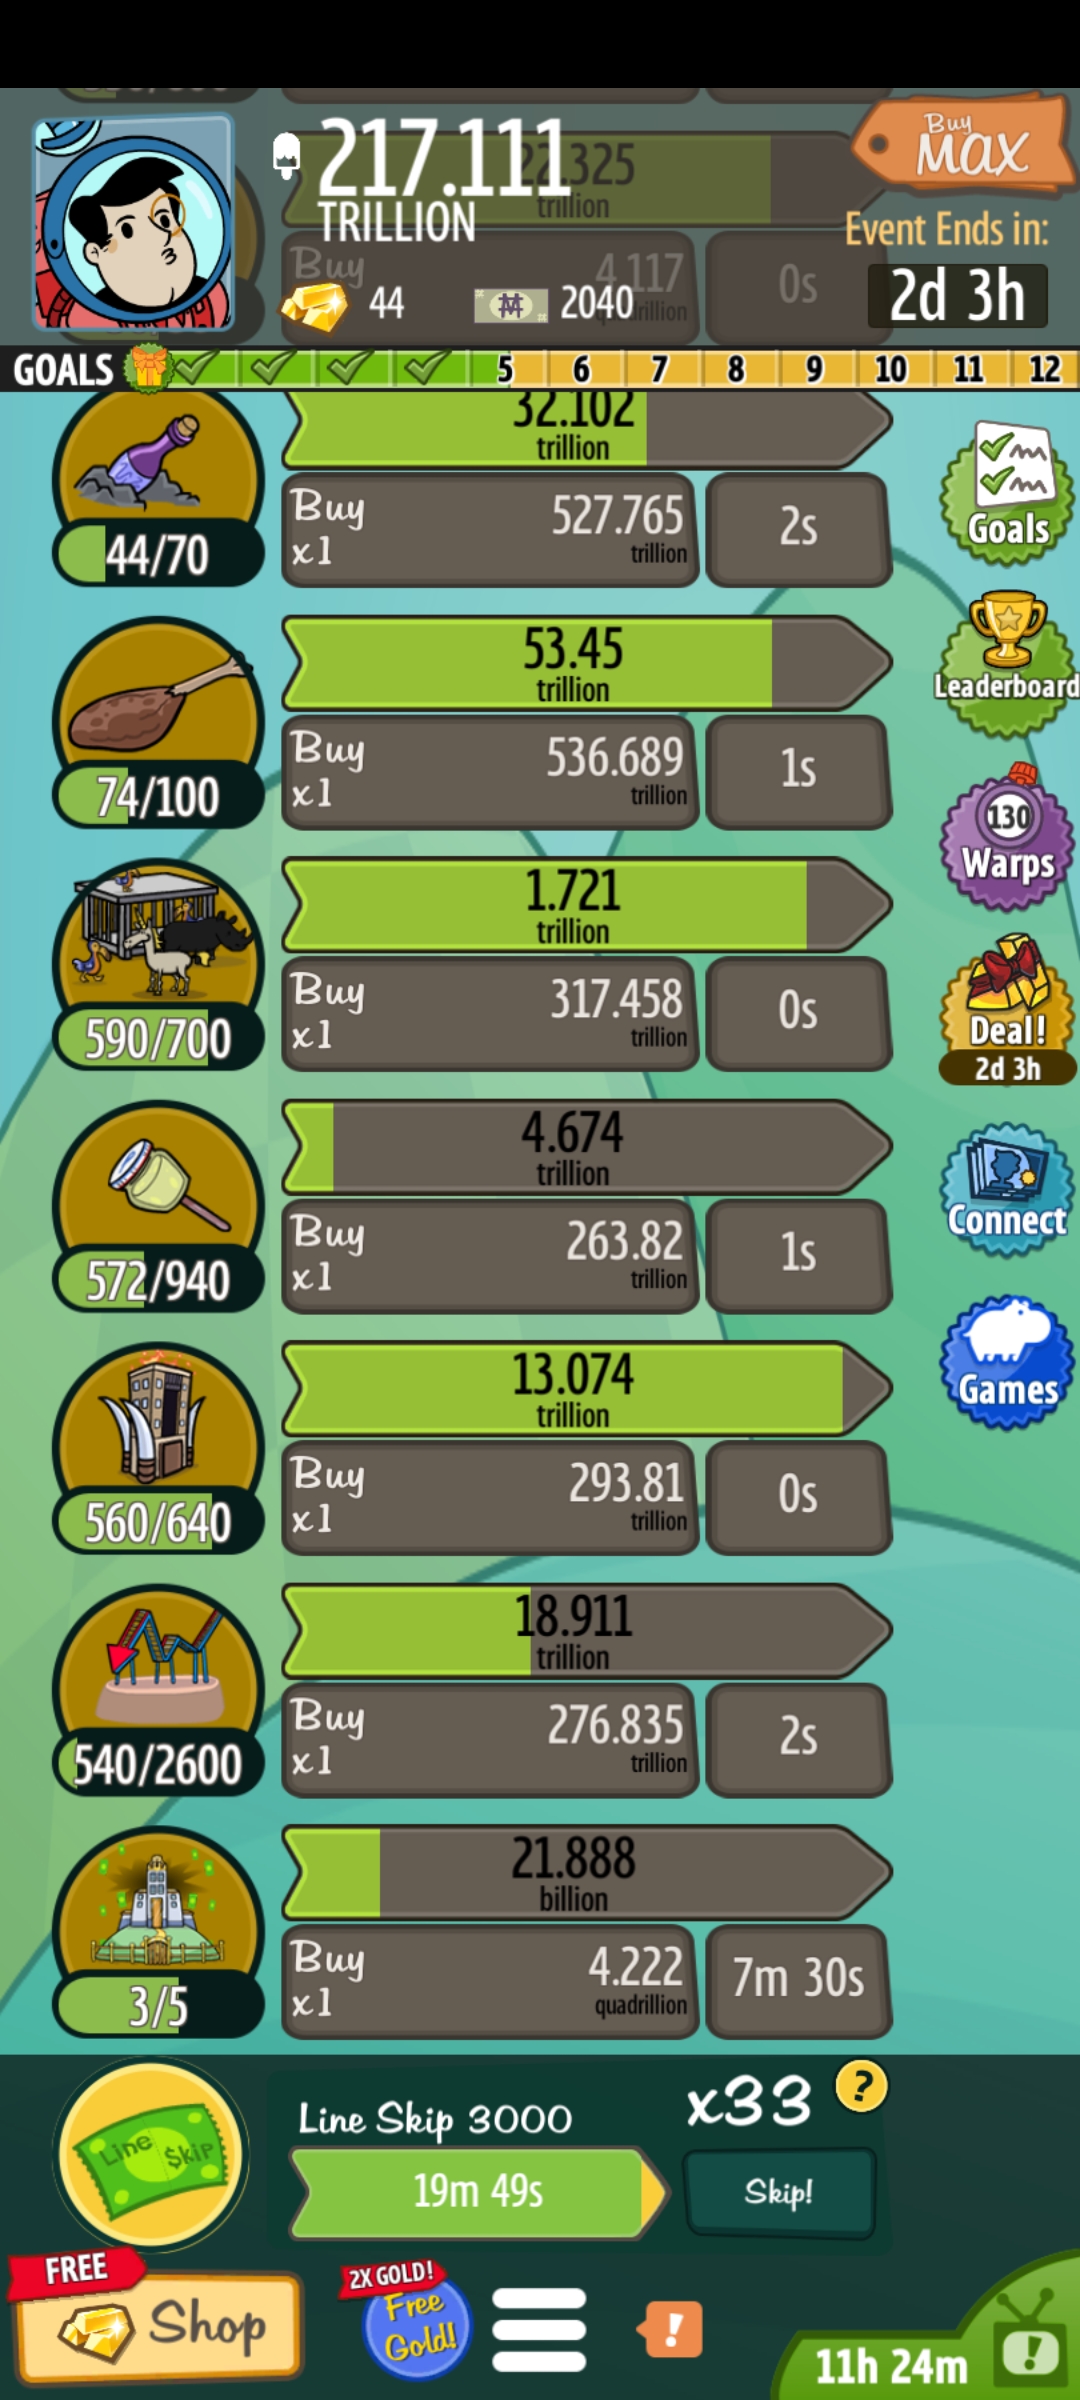 217.111
TRILLION
22.325
trillion
Buy
MAX
Event Ends in:
2d 3h
44
2040
Buy
4.117
0s
GOALS
5 6 7 8 9 10 11 12
32.102
trillion
44/70
Buy
x1
527.765
trillion
2s
Goals
53.45
trillion
74/100
Buy
x1
536.689
trillion
1s
Leaderboard
130
Warps
1.721
trillion
590/700
Buy
x1
317.458
trillion
0s
Deal!
2d 3h
4.674
trillion
572/940
Buy
x1
263.82
trillion
1s
Connect
13.074
trillion
560/640
Buy
x1
293.81
trillion
0s
Games
18.911
trillion
540/2600
Buy
x1
276.835
trillion
2s
21.888
billion
3/5
Buy
x1
4.222
quadrillion
7m 30s
Line $kip
Line Skip 3000
x33
?
19m 49s
Skip!
FREE
Shop
2X GOLD!
Free
Gold!
!
11h 24m
!